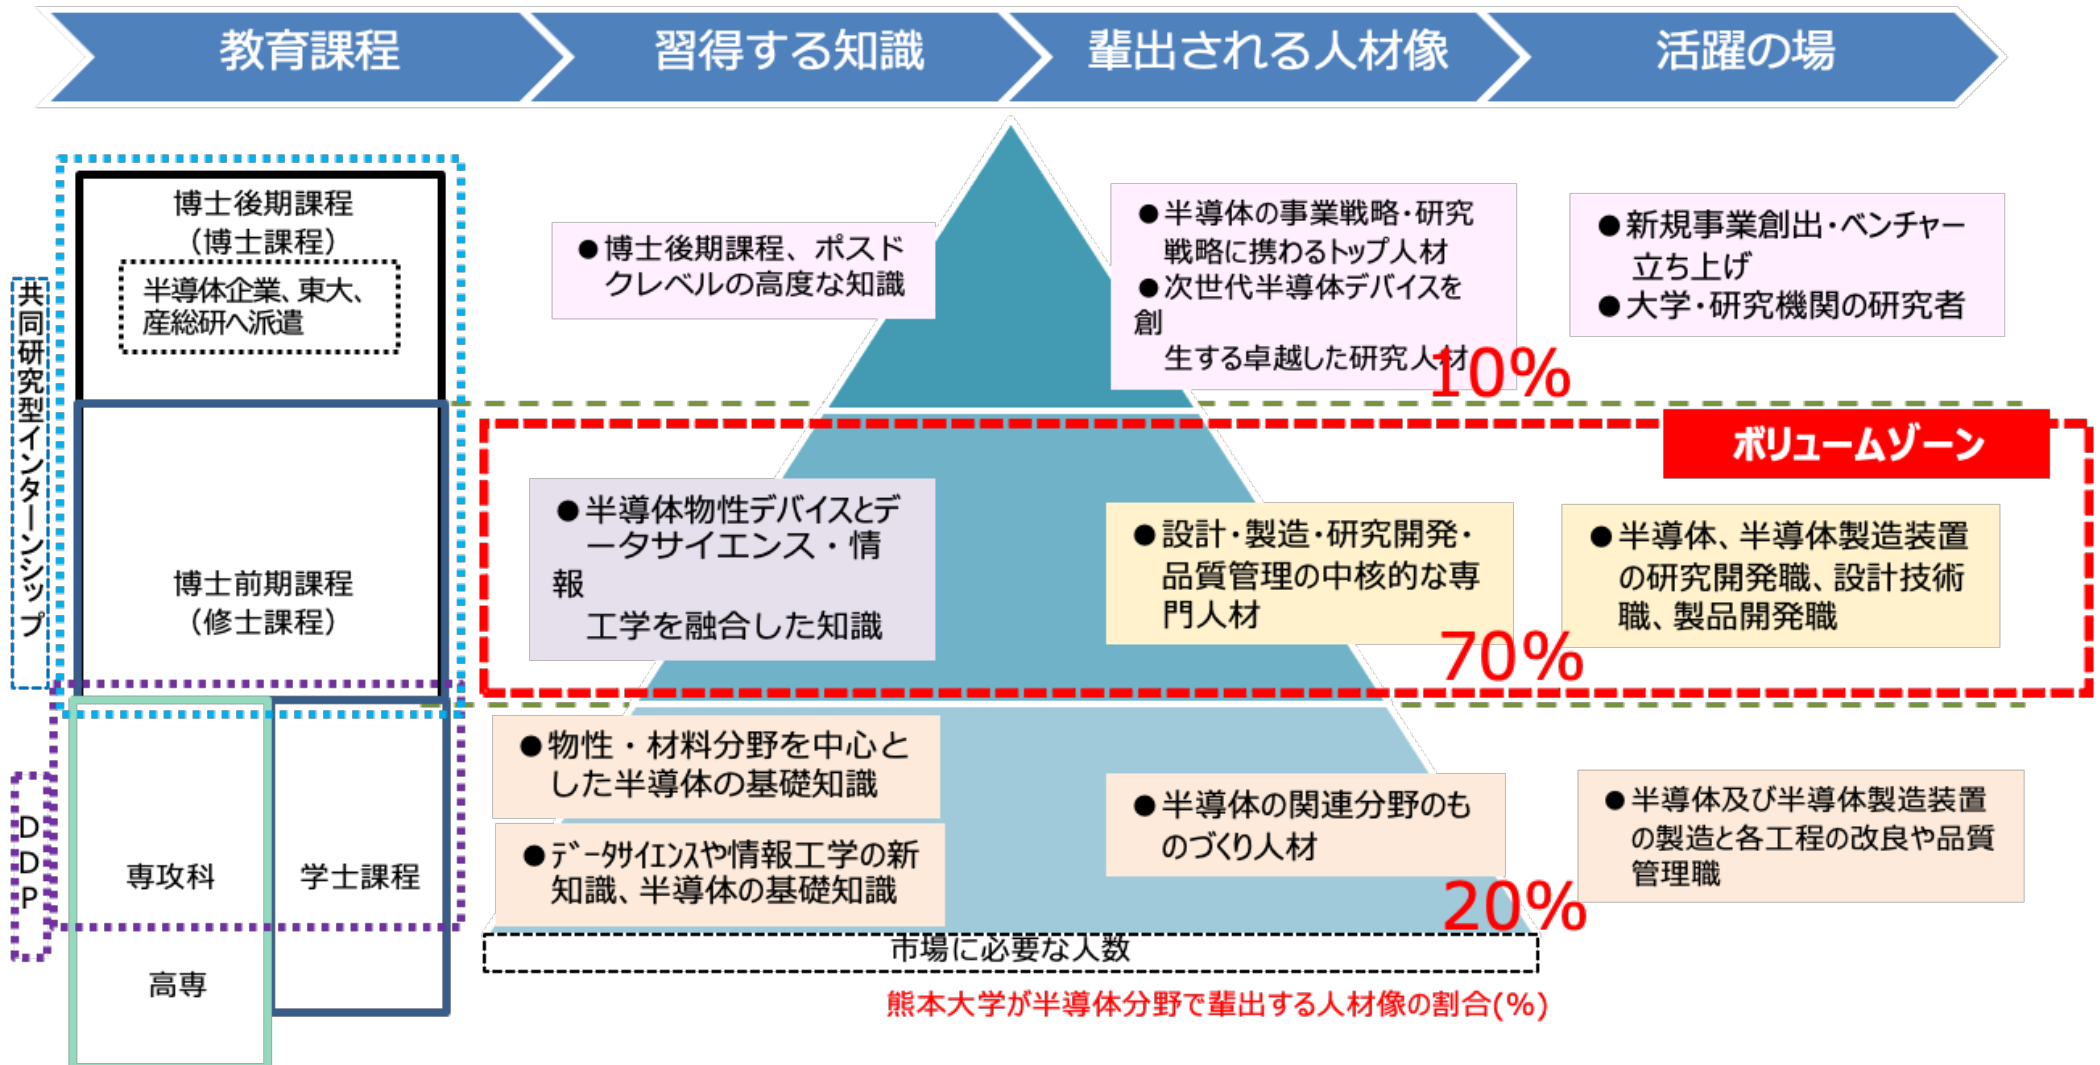 教育課程
習得する知識
輩出される人材像
活躍の場
共同研究型インターンシップ
博士後期課程
（博士課程）
半導体企業、東大、
産総研へ派遣
博士前期課程
（修士課程）
DDP
専攻科
学士課程
高専
●博士後期課程、ポスド
クレベルの高度な知識
●半導体の事業戦略・研究
戦略に携わるトップ人材
●次世代半導体デバイスを
創
生する卓越した研究人材
10%
●新規事業創出・ベンチャー
立ち上げ
●大学・研究機関の研究者
ボリュームゾーン
●半導体物性デバイスとデ
ータサイエンス・情
報
工学を融合した知識
●設計・製造・研究開発・
品質管理の中核的な専
門人材
70%
●半導体、半導体製造装置
の研究開発職、設計技術
職、製品開発職
●物性・材料分野を中心と
した半導体の基礎知識
●ﾃﾞｰﾀｻｲｴﾝｽや情報工学の新
知識、半導体の基礎知識
●半導体の関連分野のも
のづくり人材
20%
●半導体及び半導体製造装置
の製造と各工程の改良や品質
管理職
市場に必要な人数
熊本大学が半導体分野で輩出する人材像の割合(%)